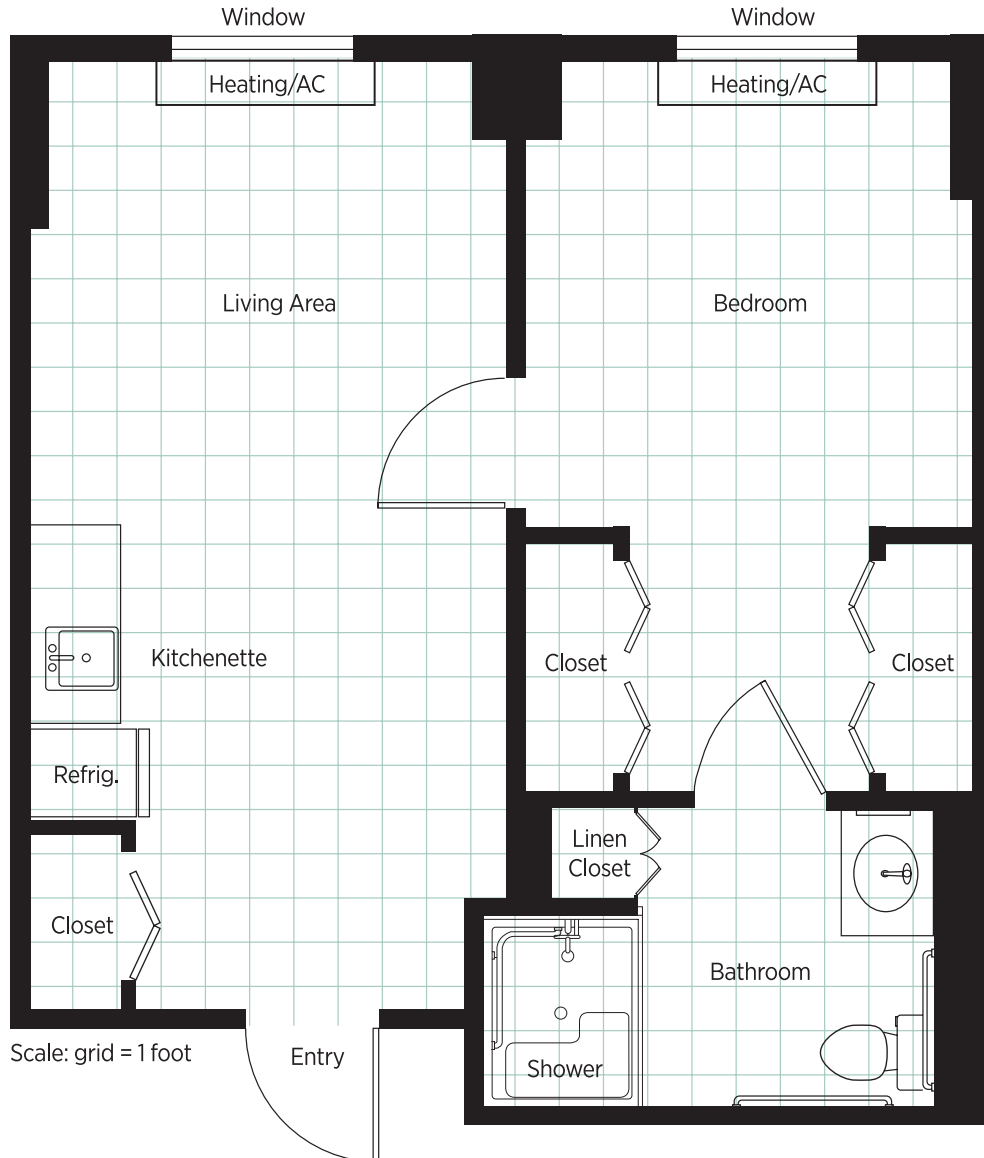 Window
Window
Heating/AC
Heating/AC
Living Area
Bedroom
Kitchenette
Closet
Closet
Refrig.
Linen
Closet
Closet
Bathroom
Scale: grid = 1 foot
Entry
Shower